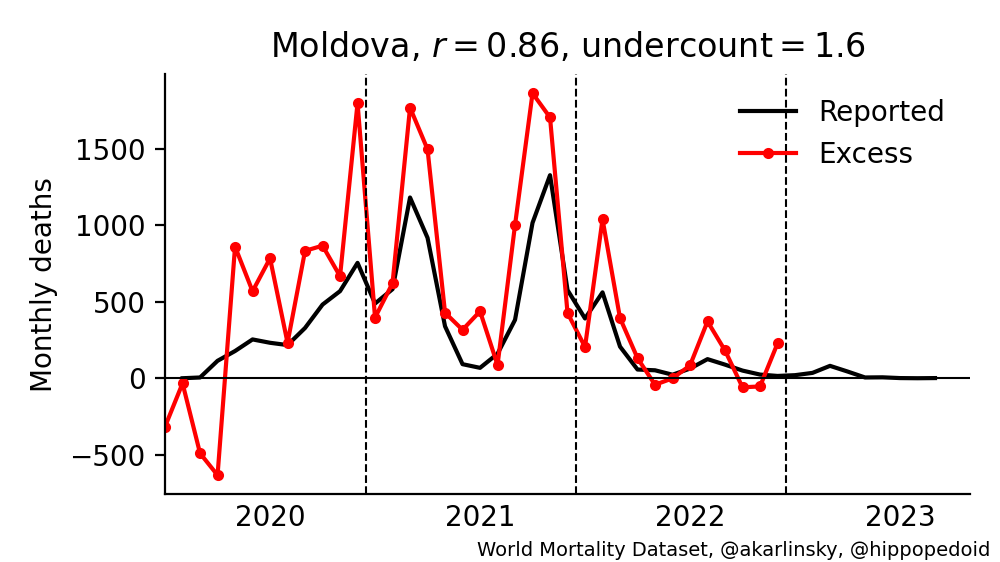 Moldova, r = 0.86, undercount = 1.6
Reported
Excess
Monthly deaths
1500
1000
500
0
−500
2020 2021 2022 2023
World Mortality Dataset, @akarlinsky, @hippopedoid